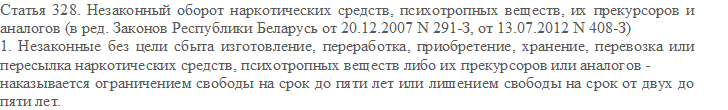 Статья 328. Незаконный оборот наркотических средств, психотропных веществ, их прекурсоров и
аналогов (в ред. Законов Республики Беларусь от 20.12.2007 N 291-З, от 13.07.2012 N 408-З)
1. Незаконные без цели сбыта изготовление, переработка, приобретение, хранение, перевозка или
пересылка наркотических средств, психотропных веществ либо их прекурсоров или аналогов -
наказывается ограничением свободы на срок до пяти лет или лишением свободы на срок от двух до
пяти лет.